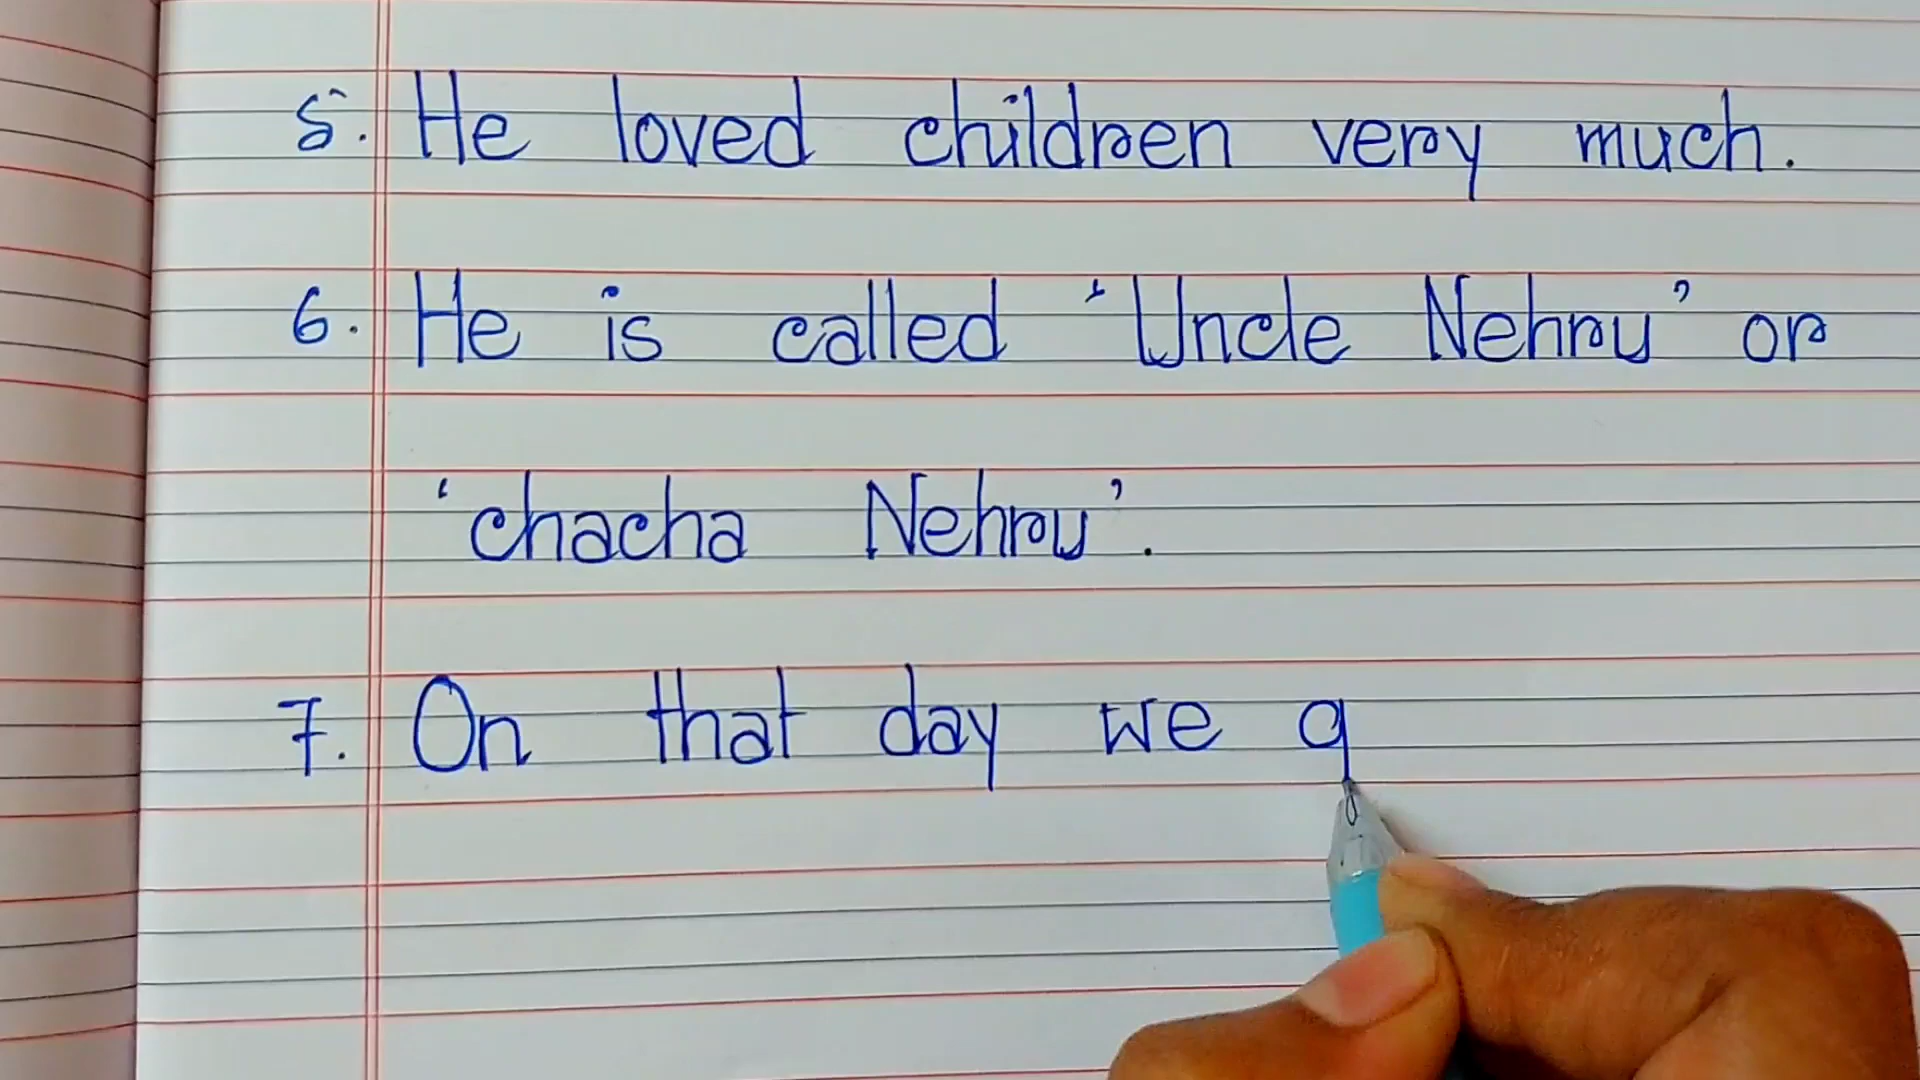 5. He loved children very much.
6. He is called ‘Uncle Nehru’ or
‘chacha Nehru’.
7. On that day we